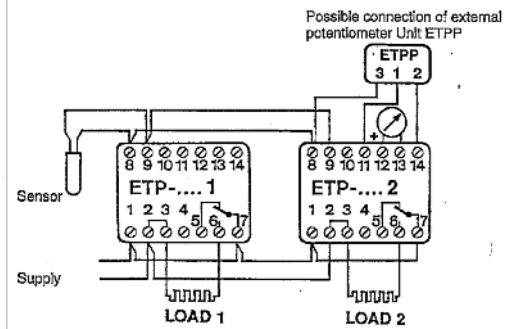 Possible connection of external
potentiometer Unit ETPP
ETPP
3 1 2
+
8 9 10 11 12 13 14
8 9 10 11 12 13 14
ETP-.... 1
ETP-.... 2
Sensor
1 2 3 4 5 6 17
1 2 3 4 5 6 17
Supply
LOAD 1
LOAD 2